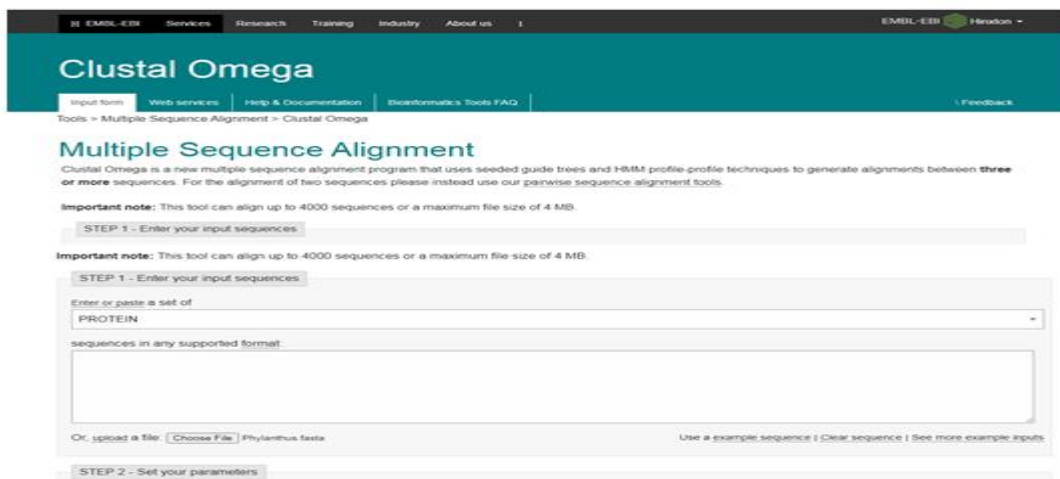 EMBL-EBI Services Research Training Industry About us EMBL-EBI Hinxton
Clustal Omega
Input form Web services Help & Documentation Bioinformatics Tools FAQ Feedback
Tools > Multiple Sequence Alignment > Clustal Omega
Multiple Sequence Alignment
Clustal Omega is a new multiple sequence alignment program that uses seeded guide trees and HMM profile-profile techniques to generate alignments between three
or more sequences. For the alignment of two sequences please instead use our pairwise sequence alignment tools.
Important note: This tool can align up to 4000 sequences or a maximum file size of 4 MB.
STEP 1 - Enter your input sequences
Important note: This tool can align up to 4000 sequences or a maximum file size of 4 MB.
STEP 1 - Enter your input sequences
Enter or paste a set of
PROTEIN
sequences in any supported format:
Or, upload a file: Choose File Phylanthus fasta Use a example sequence | Clear sequence | See more example inputs
STEP 2 - Set your parameters